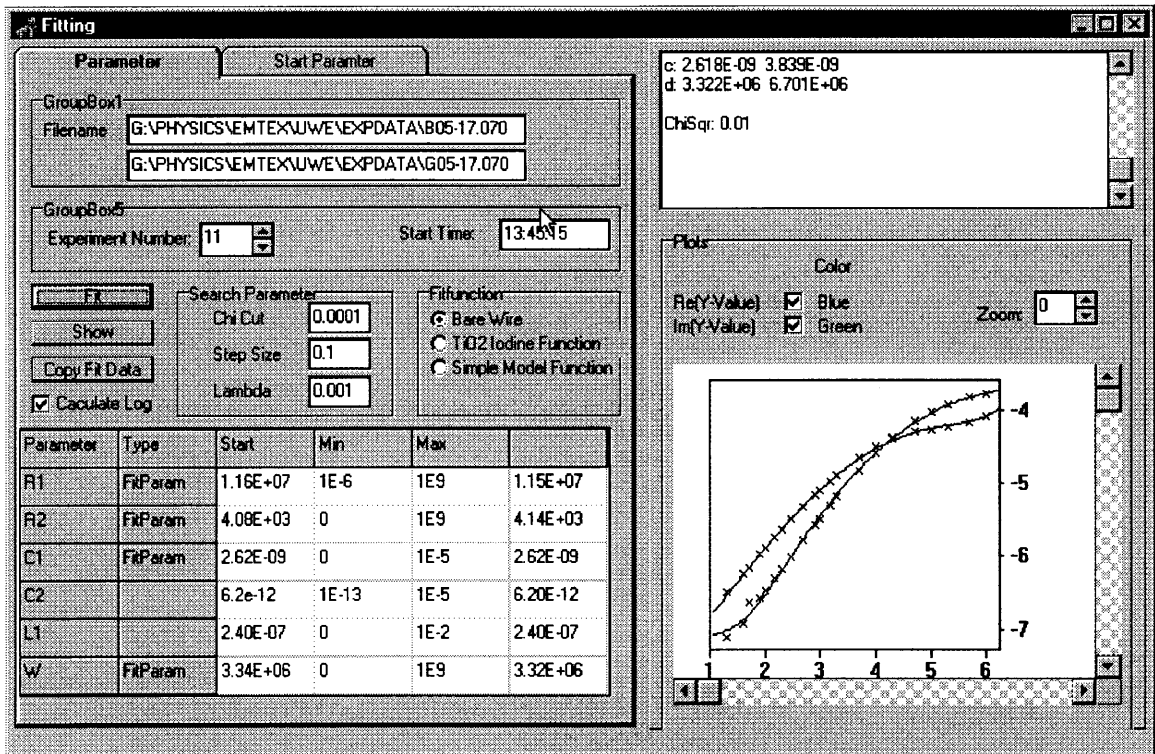 Fitting
Parameter
Start Paramter
GroupBox1
Filename
G:\PHYSICS\EMTEX\UWE\EXPDATA\B05-17.070
G:\PHYSICS\EMTEX\UWE\EXPDATA\G05-17.070
GroupBox5
Experiment Number: 11
Start Time: 13:45:15
Fit
Show
Copy Fit Data
Caculate Log
Search Parameter
Chi Cut 0.0001
Step Size 0.1
Lambda 0.001
Fitfunction
Bare Wire
TiO2 Iodine Function
Simple Model Function
Parameter Type Start Min Max
R1 FitParam 1.16E+07 1E-6 1E9 1.15E+07
R2 FitParam 4.08E+03 0 1E9 4.14E+03
C1 FitParam 2.62E-09 0 1E-5 2.62E-09
C2 6.2e-12 1E-13 1E-5 6.20E-12
L1 2.40E-07 0 1E-2 2.40E-07
W FitParam 3.34E+06 0 1E9 3.32E+06
c: 2.618E-09 3.839E-09
d: 3.322E+06 6.701E+06
ChiSqr: 0.01
Plots
Color
Re(Y-Value) Blue
Im(Y-Value) Green
Zoom: 0
-4
-5
-6
-7
1 2 3 4 5 6